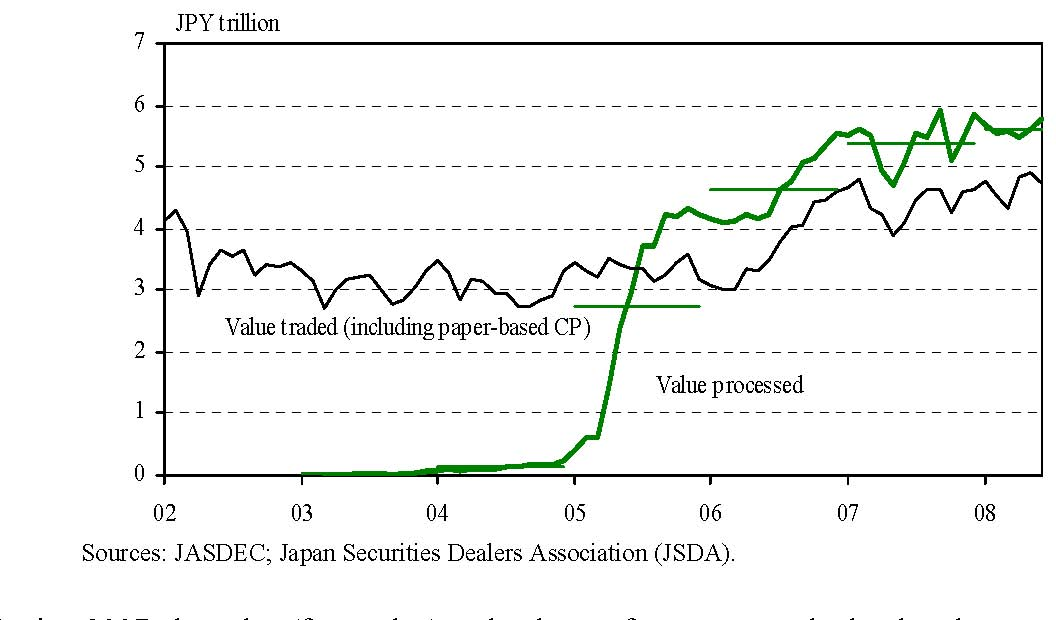 JPY trillion
7
6
5
4
3
2
1
0
Value traded (including paper-based CP)
Value processed
02 03 04 05 06 07 08
Sources: JASDEC; Japan Securities Dealers Association (JSDA).